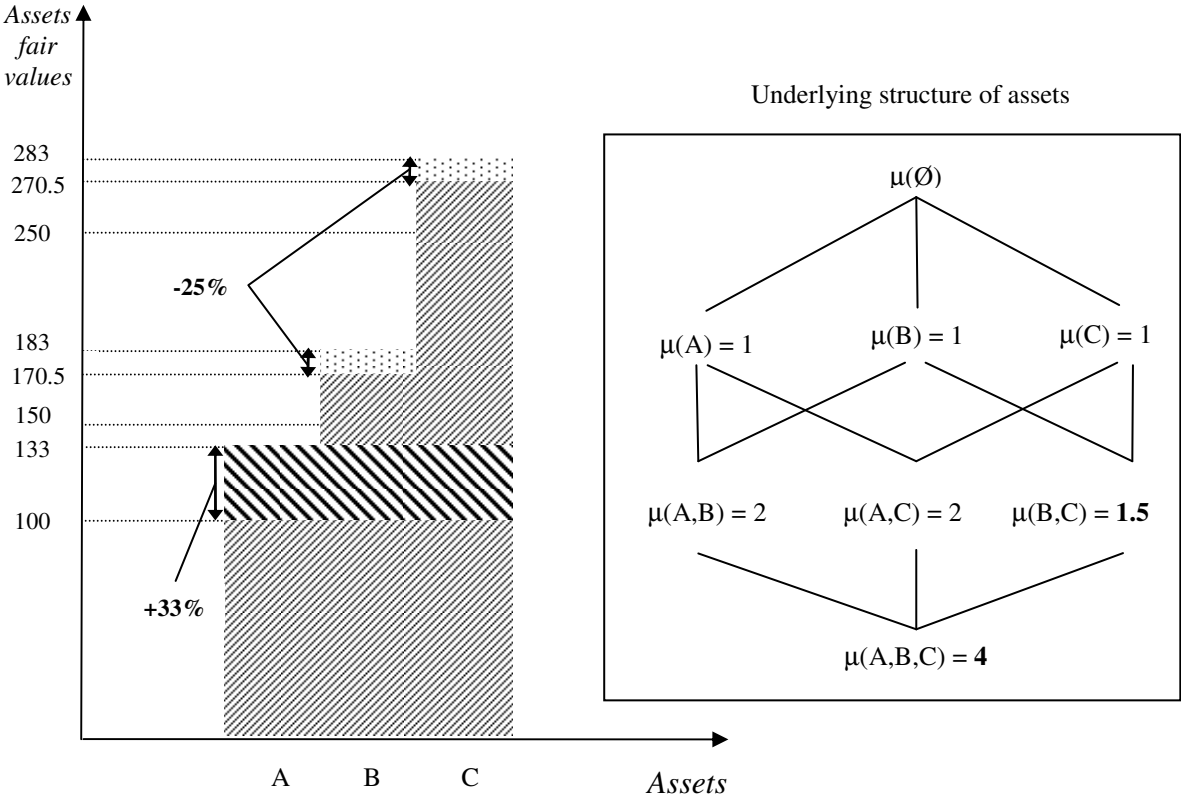 Assets
fair
values
283
270.5
250
-25%
183
170.5
150
133
100
+33%
A B C
Assets
Underlying structure of assets
μ(Ø)
μ(A) = 1 μ(B) = 1 μ(C) = 1
μ(A,B) = 2 μ(A,C) = 2 μ(B,C) = 1.5
μ(A,B,C) = 4